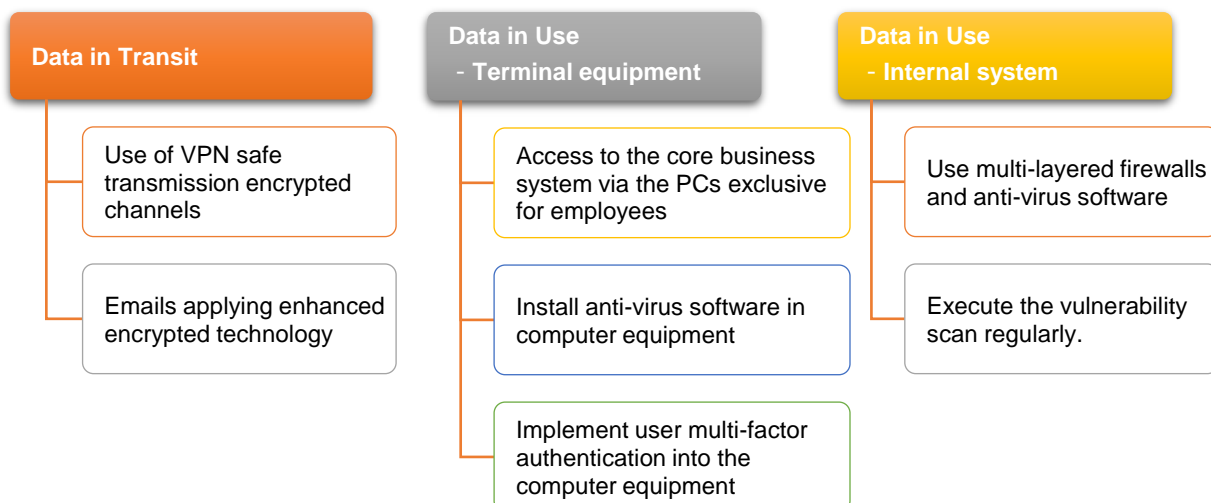 Data in Transit
Use of VPN safe
transmission encrypted
channels
Emails applying enhanced
encrypted technology
Data in Use
- Terminal equipment
Access to the core business
system via the PCs exclusive
for employees
Install anti-virus software in
computer equipment
Implement user multi-factor
authentication into the
computer equipment
Data in Use
- Internal system
Use multi-layered firewalls
and anti-virus software
Execute the vulnerability
scan regularly.